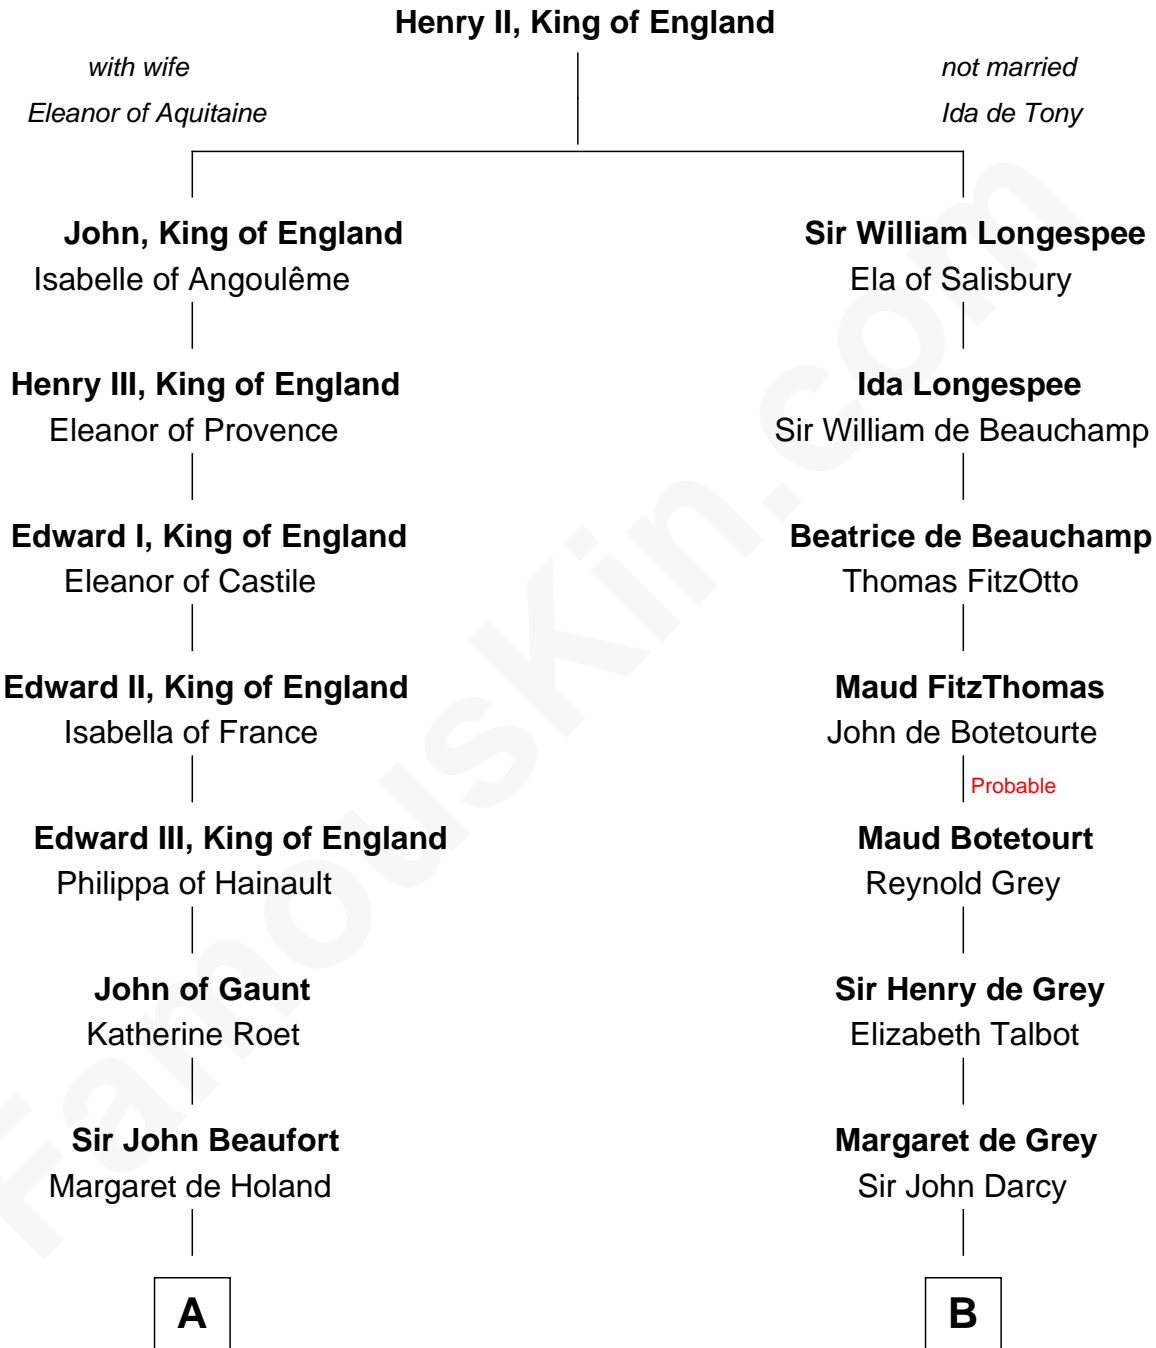 Henry II, King of England
with wife
Eleanor of Aquitaine
not married
Ida de Tony
John, King of England
Isabelle of Angoulême
Sir William Longespee
Ela of Salisbury
Henry III, King of England
Eleanor of Provence
Ida Longespee
Sir William de Beauchamp
Edward I, King of England
Eleanor of Castile
Beatrice de Beauchamp
Thomas FitzOtto
Edward II, King of England
Isabella of France
Maud FitzThomas
John de Botetourte
Probable
Edward III, King of England
Philippa of Hainault
Maud Botetourt
Reynold Grey
John of Gaunt
Katherine Roet
Sir Henry de Grey
Elizabeth Talbot
Sir John Beaufort
Margaret de Holand
Margaret de Grey
Sir John Darcy
A
B
FamousKin.com